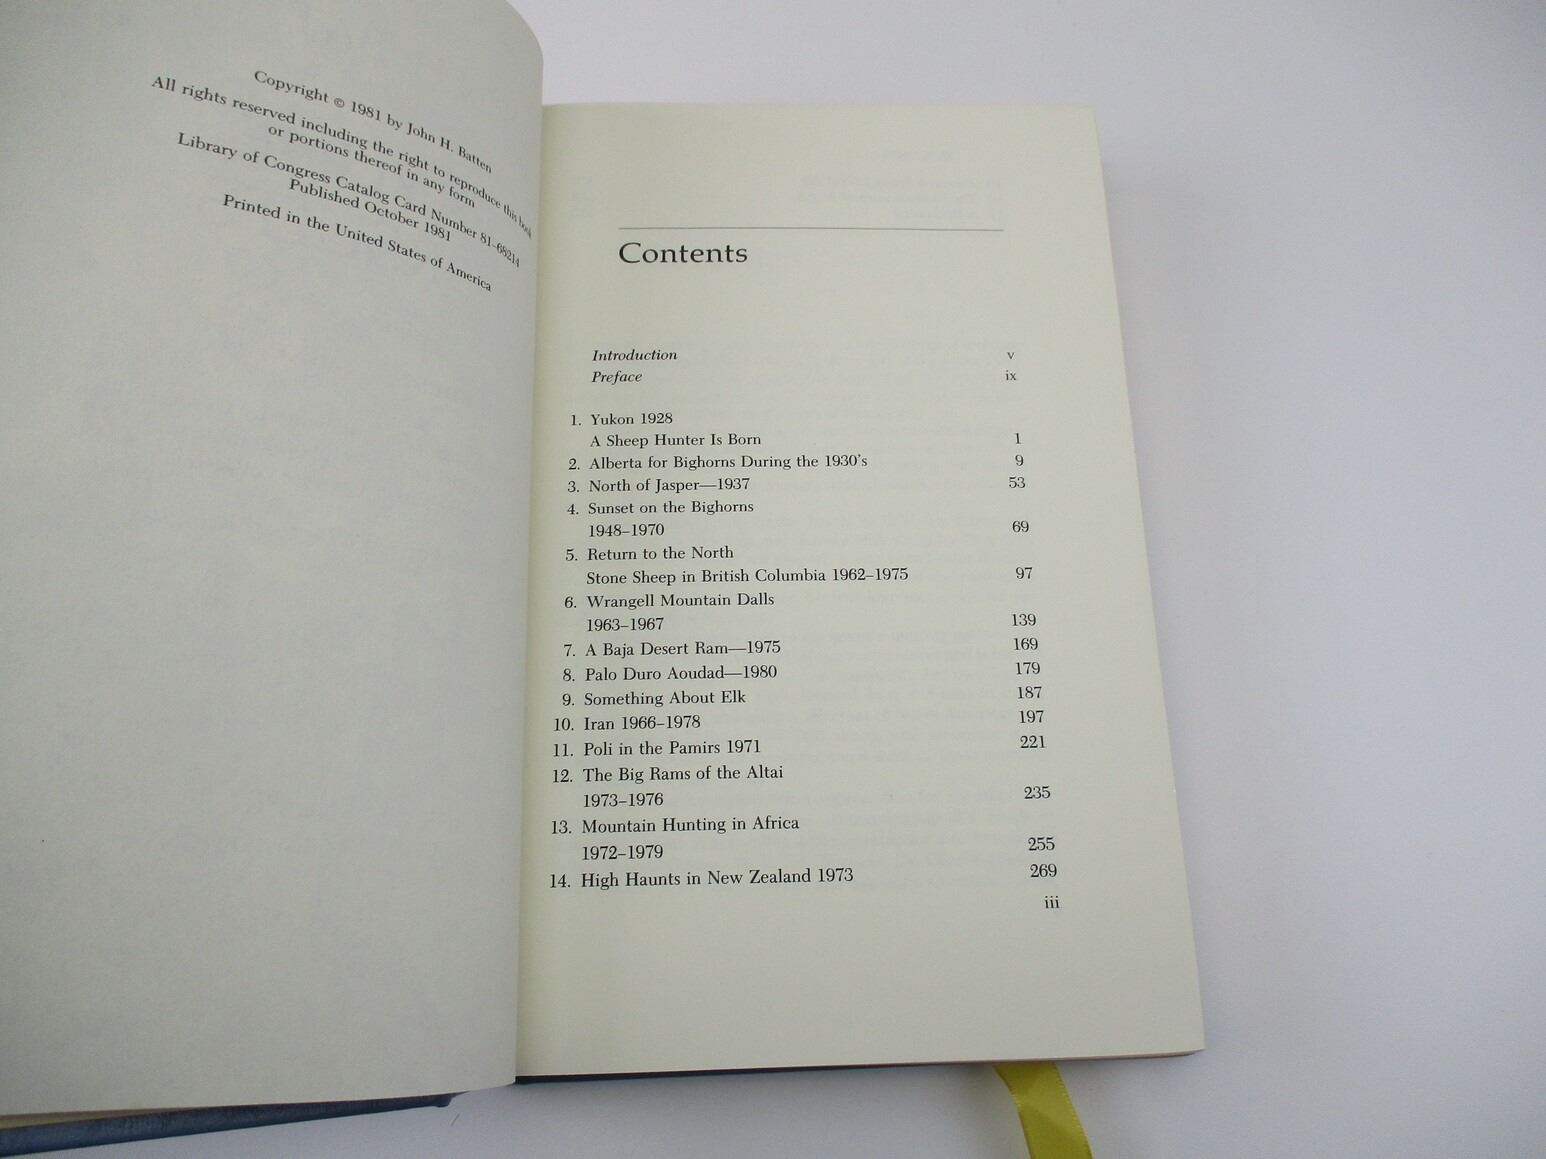 Copyright © 1981 by John H. Batten
All rights reserved including the right to reproduce this book
or portions thereof in any form
Library of Congress Catalog Card Number 81-68214
Published October 1981
Printed in the United States of America
Contents
Introduction v
Preface ix
1. Yukon 1928
A Sheep Hunter Is Born 1
2. Alberta for Bighorns During the 1930's 9
3. North of Jasper—1937 53
4. Sunset on the Bighorns
1948–1970 69
5. Return to the North
Stone Sheep in British Columbia 1962–1975 97
6. Wrangell Mountain Dalls
1963–1967 139
7. A Baja Desert Ram—1975 169
8. Palo Duro Aoudad—1980 179
9. Something About Elk 187
10. Iran 1966–1978 197
11. Poli in the Pamirs 1971 221
12. The Big Rams of the Altai
1973–1976 235
13. Mountain Hunting in Africa
1972–1979 255
14. High Haunts in New Zealand 1973 269
iii